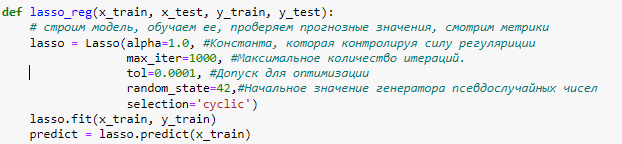 def lasso_reg(x_train, x_test, y_train, y_test):
    # строим модель, обучаем ее, проверяем прогнозные значения, смотрим метрики
    lasso = Lasso(alpha=1.0, #Константа, которая контролируя силу регуляриции
                  max_iter=1000, #Максимальное количество итераций.
                  tol=0.0001, #Допуск для оптимизации
                  random_state=42,#Начальное значение генератора псевдослучайных чисел
                  selection='cyclic')
    lasso.fit(x_train, y_train)
    predict = lasso.predict(x_train)